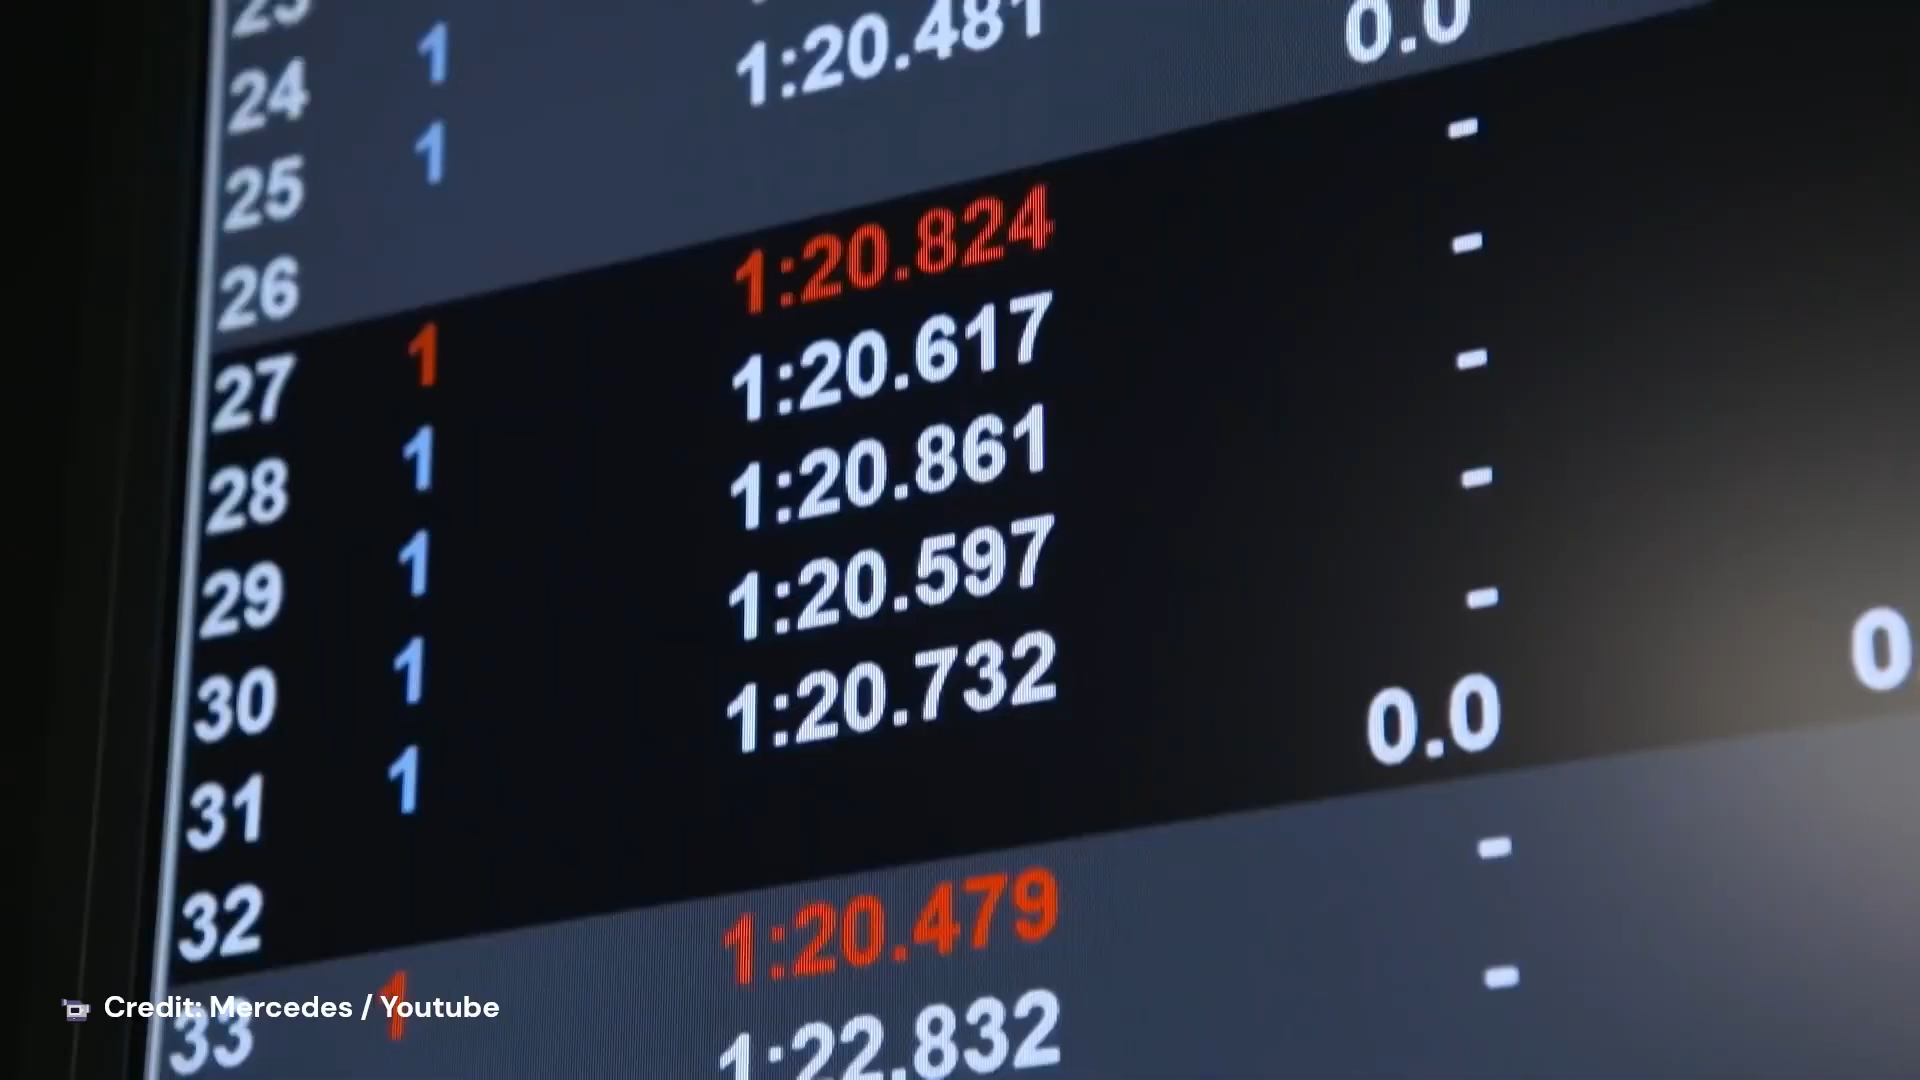 23
24 1
25 1 1:20.481
26 0.0
27 1 1:20.824 -
28 1 1:20.617 -
29 1 1:20.861 -
30 1 1:20.597 -
31 1 1:20.732 -
32 0.0 0
33 1 1:20.479 -
1:22.832 -
Credit: Mercedes / Youtube